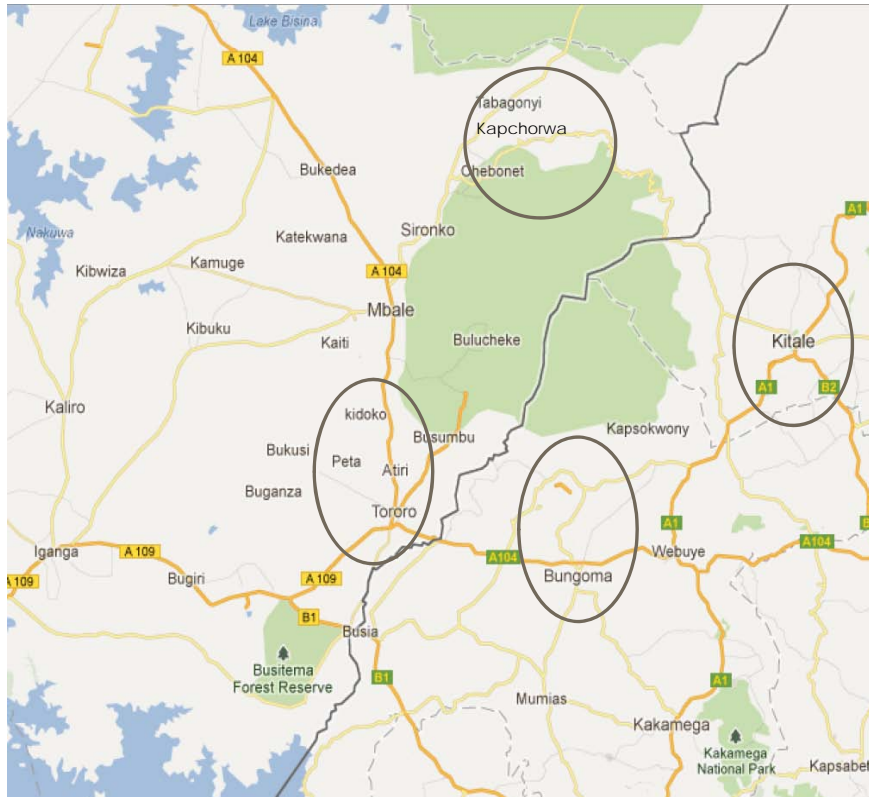 Lake Bisina
A 104
Tabagonyi
Kapchorwa
Chebonet
Bukedea
A1
Nakuwa
Katekwana
Sironko
Kamuge
Kibwiza
A 104
Mbale
Kibuku
Kaiti
Bulucheke
Kitale
A1
B2
Kaliro
kidoko
Busumbu
Kapsokwony
Bukusi
Peta
Atiri
Buganza
Tororo
A1
A104
Iganga
A 109
A104
Webuye
Bugiri
A 109
A 109
Bungoma
B1
Busia
Busitema
Forest Reserve
B1
A1
Mumias
Kakamega
Kakamega
National Park
Kapsabet